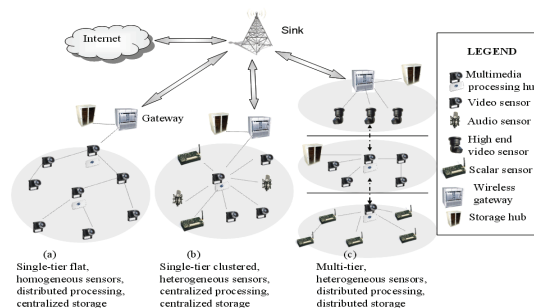 Internet
Sink
Gateway
LEGEND
Multimedia
processing hu
Video sensor
Audio sensor
High end
video sensor
Scalar sensor
Wireless
gateway
Storage hub
(a)
Single-tier flat,
homogeneous sensors,
distributed processing,
centralized storage
(b)
Single-tier clustered,
heterogeneous sensors,
centralized processing,
centralized storage
(c)
Multi-tier,
heterogeneous sensors,
distributed processing,
distributed storage